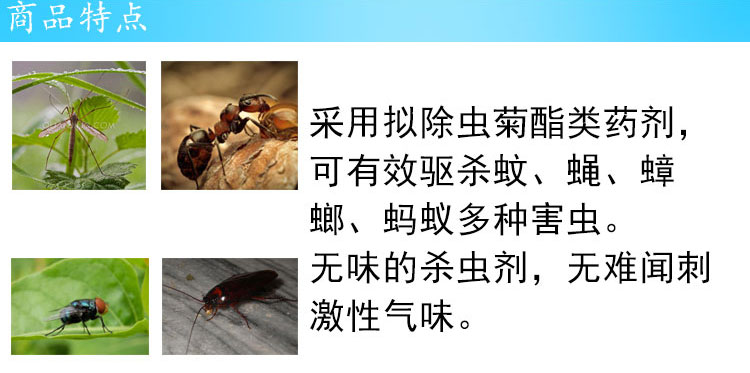 商品特点
采用拟除虫菊酯类药剂，
可有效驱杀蚊、蝇、蟑
螂、蚂蚁多种害虫。
无味的杀虫剂，无难闻刺
激性气味。